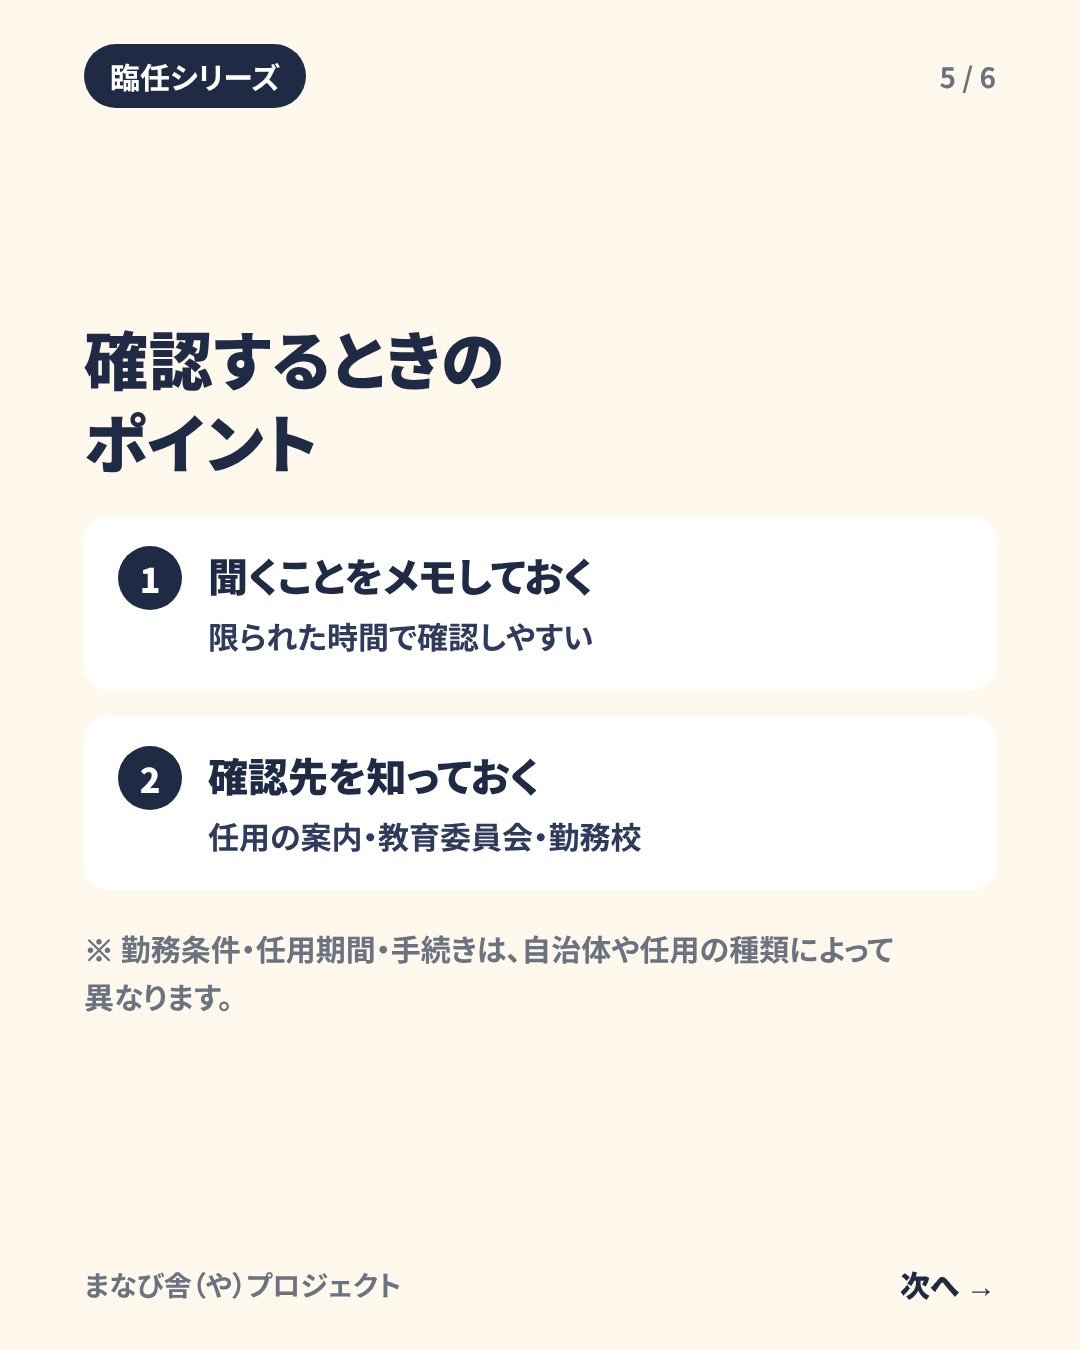 臨任シリーズ
5 / 6
確認するときの
ポイント
1 聞くことをメモしておく
限られた時間で確認しやすい
2 確認先を知っておく
任用の案内・教育委員会・勤務校
※ 勤務条件・任用期間・手続きは、自治体や任用の種類によって
異なります。
まなび舎（や）プロジェクト
次へ →